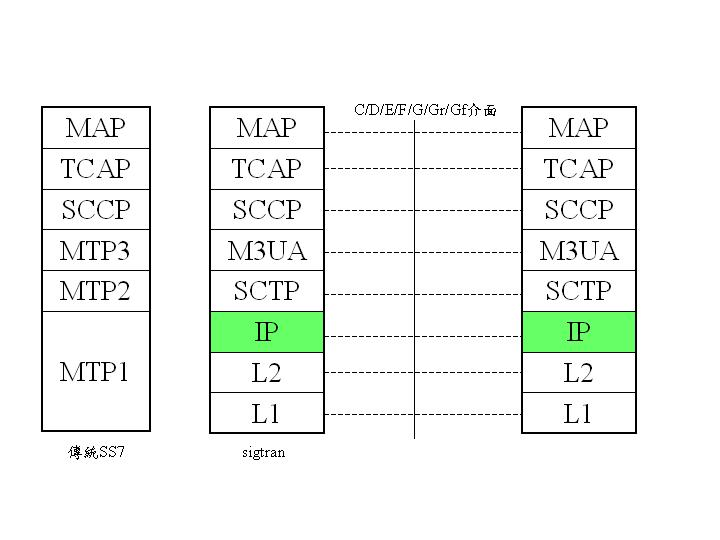 C/D/E/F/G/Gr/Gf介面
MAP
TCAP
SCCP
MTP3
MTP2
MTP1
傳統SS7
MAP
TCAP
SCCP
M3UA
SCTP
IP
L2
L1
sigtran
MAP
TCAP
SCCP
M3UA
SCTP
IP
L2
L1